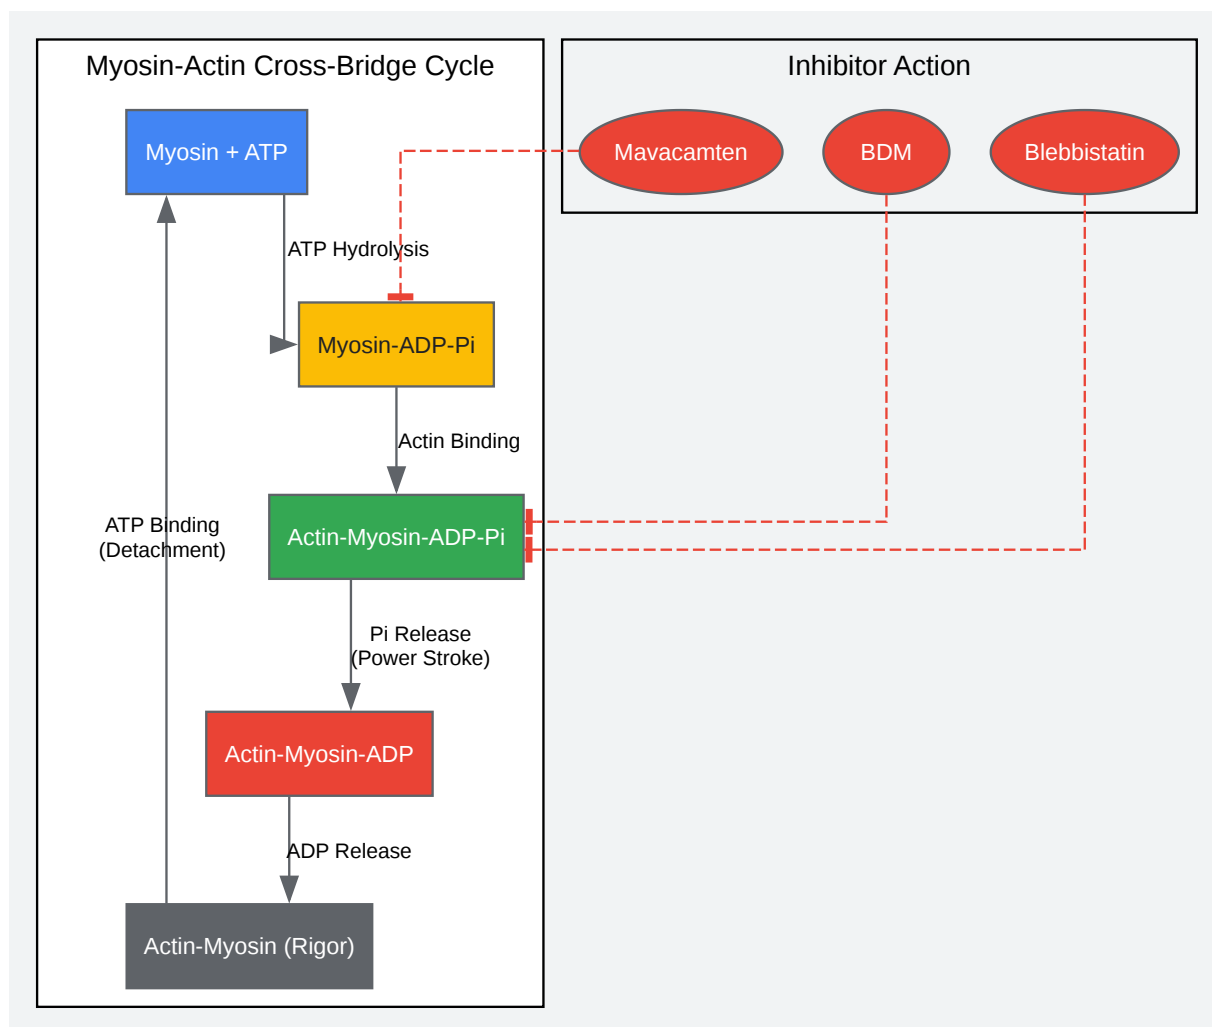 Myosin-Actin Cross-Bridge Cycle
Inhibitor Action
Myosin + ATP
Mavacamten
BDM
Blebbistatin
ATP Hydrolysis
Myosin-ADP-Pi
Actin Binding
ATP Binding
(Detachment)
Actin-Myosin-ADP-Pi
Pi Release
(Power Stroke)
Actin-Myosin-ADP
ADP Release
Actin-Myosin (Rigor)